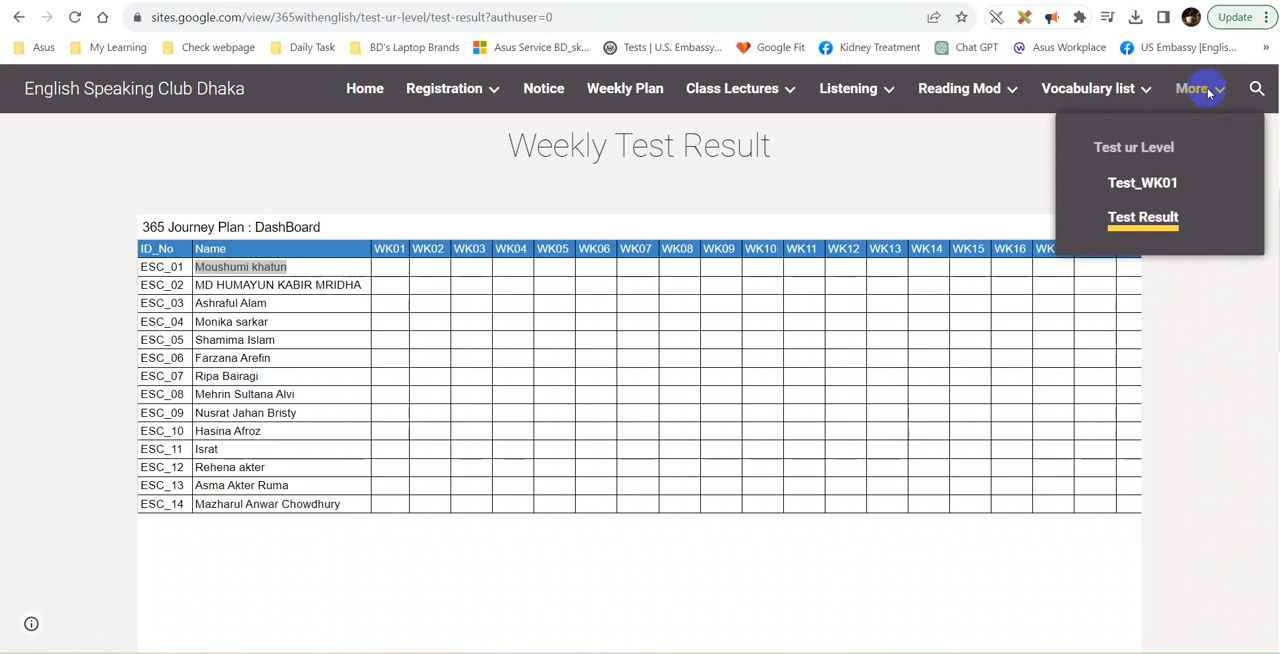 sites.google.com/view/365withenglish/test-ur-level/test-result?authuser=0
Update
Asus My Learning Check webpage Daily Task BD's Laptop Brands Asus Service BD_sk... Tests | U.S. Embassy... Google Fit Kidney Treatment Chat GPT Asus Workplace US Embassy |Englis... »
English Speaking Club Dhaka Home Registration Notice Weekly Plan Class Lectures Listening Reading Mod Vocabulary list More
Test ur Level
Test_WK01
Test Result
Weekly Test Result
365 Journey Plan : DashBoard
ID_No Name WK01 WK02 WK03 WK04 WK05 WK06 WK07 WK08 WK09 WK10 WK11 WK12 WK13 WK14 WK15 WK16 WK
ESC_01 Moushumi khatun
ESC_02 MD HUMAYUN KABIR MRIDHA
ESC_03 Ashraful Alam
ESC_04 Monika sarkar
ESC_05 Shamima Islam
ESC_06 Farzana Arefin
ESC_07 Ripa Bairagi
ESC_08 Mehrin Sultana Alvi
ESC_09 Nusrat Jahan Bristy
ESC_10 Hasina Afroz
ESC_11 Israt
ESC_12 Rehena akter
ESC_13 Asma Akter Ruma
ESC_14 Mazharul Anwar Chowdhury